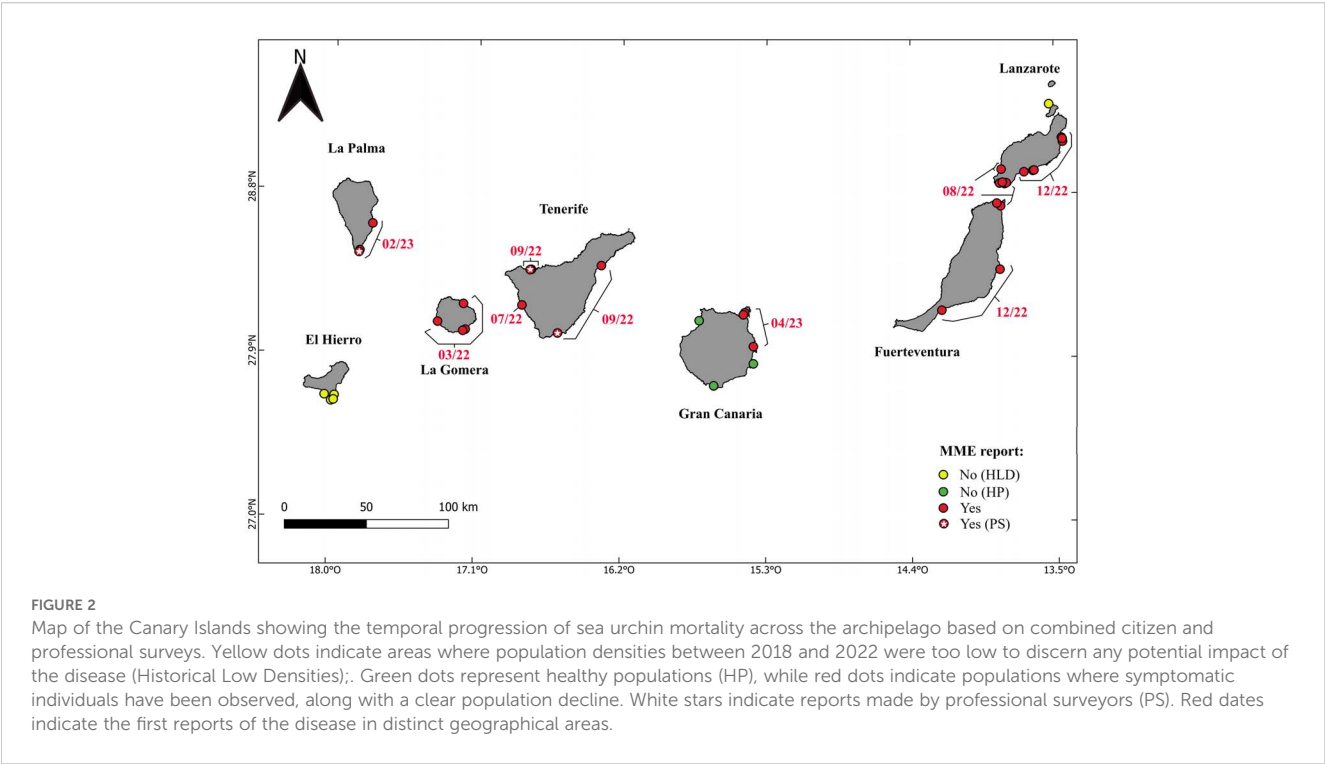 N
Lanzarote
La Palma
28.8°N
08/22
12/22
Tenerife
02/23
09/22
07/22
09/22
12/22
04/23
El Hierro
27.9°N
03/22
La Gomera
Fuerteventura
Gran Canaria
MME report:
No (HLD)
No (HP)
Yes
Yes (PS)
0 50 100 km
27.0°N
18.0°O 17.1°O 16.2°O 15.3°O 14.4°O 13.5°O
FIGURE 2
Map of the Canary Islands showing the temporal progression of sea urchin mortality across the archipelago based on combined citizen and
professional surveys. Yellow dots indicate areas where population densities between 2018 and 2022 were too low to discern any potential impact of
the disease (Historical Low Densities);. Green dots represent healthy populations (HP), while red dots indicate populations where symptomatic
individuals have been observed, along with a clear population decline. White stars indicate reports made by professional surveyors (PS). Red dates
indicate the first reports of the disease in distinct geographical areas.